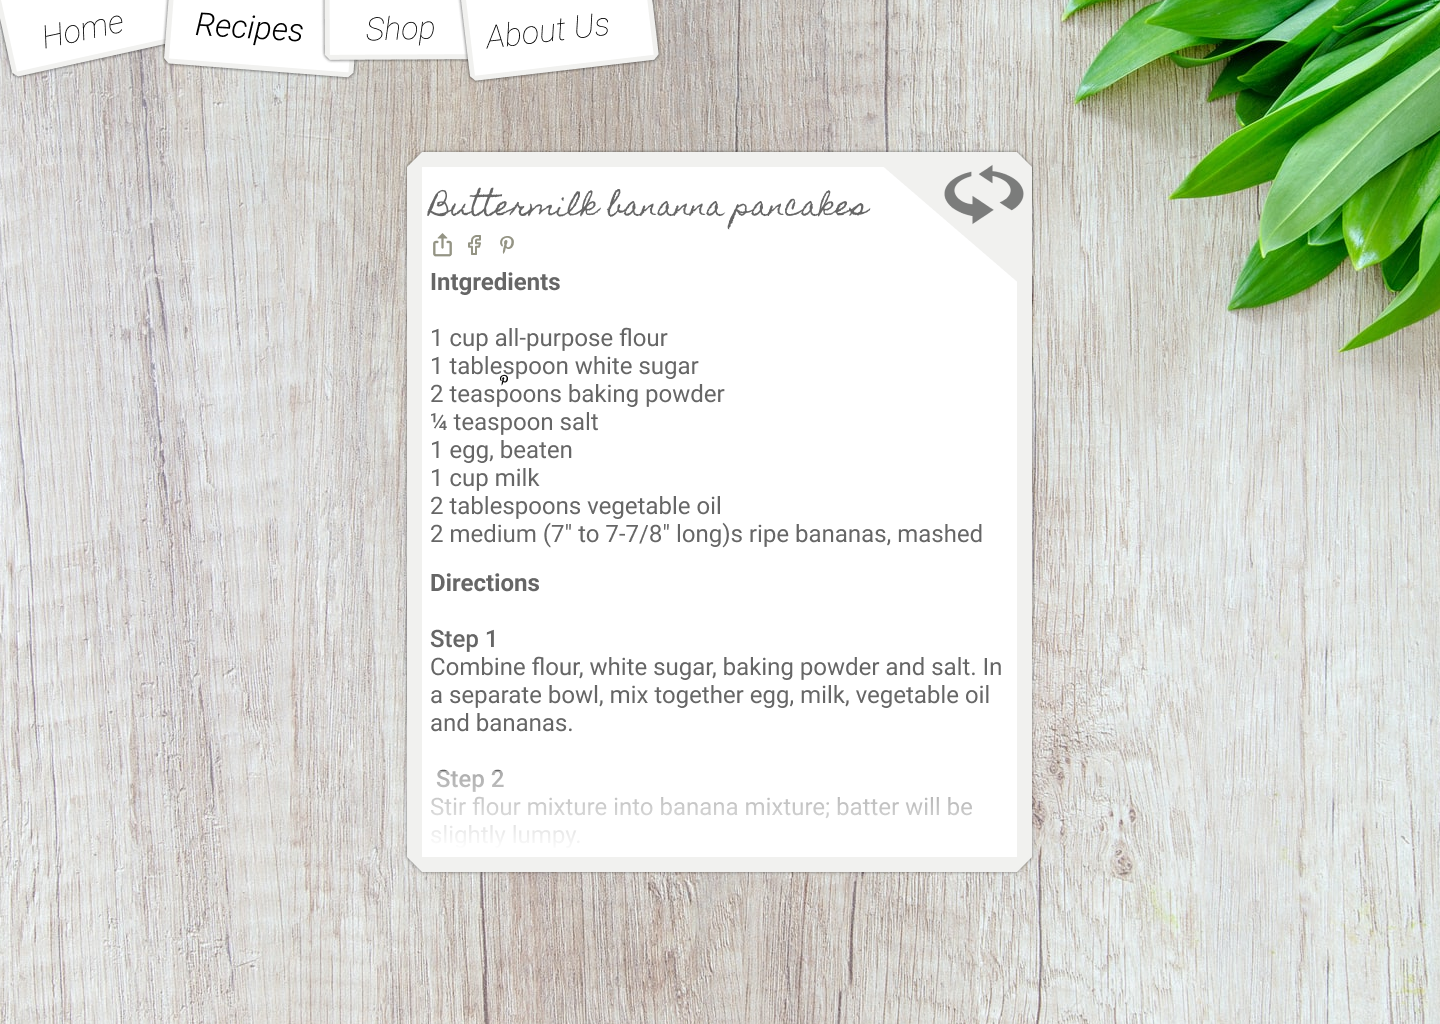 Home
Recipes
Shop
About Us
Buttermilk bananna pancakes
Intgredients
1 cup all-purpose flour
1 tablespoon white sugar
2 teaspoons baking powder
¼ teaspoon salt
1 egg, beaten
1 cup milk
2 tablespoons vegetable oil
2 medium (7" to 7-7/8" long)s ripe bananas, mashed
Directions
Step 1
Combine flour, white sugar, baking powder and salt. In
a separate bowl, mix together egg, milk, vegetable oil
and bananas.
Step 2
Stir flour mixture into banana mixture; batter will be
slightly lumpy.